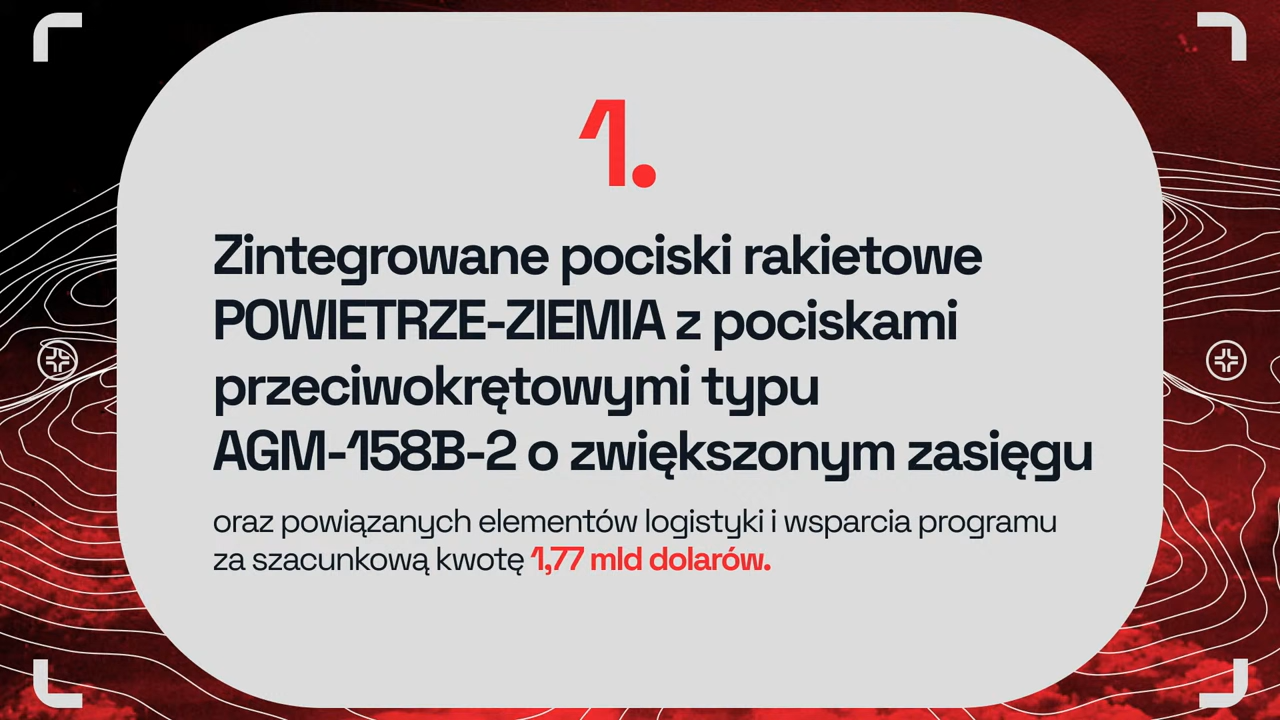 1.
Zintegrowane pociski rakietowe
POWIETRZE-ZIEMIA z pociskami
przeciwokrętowymi typu
AGM-158B-2 o zwiększonym zasięgu
oraz powiązanych elementów logistyki i wsparcia programu
za szacunkową kwotę 1,77 mld dolarów.